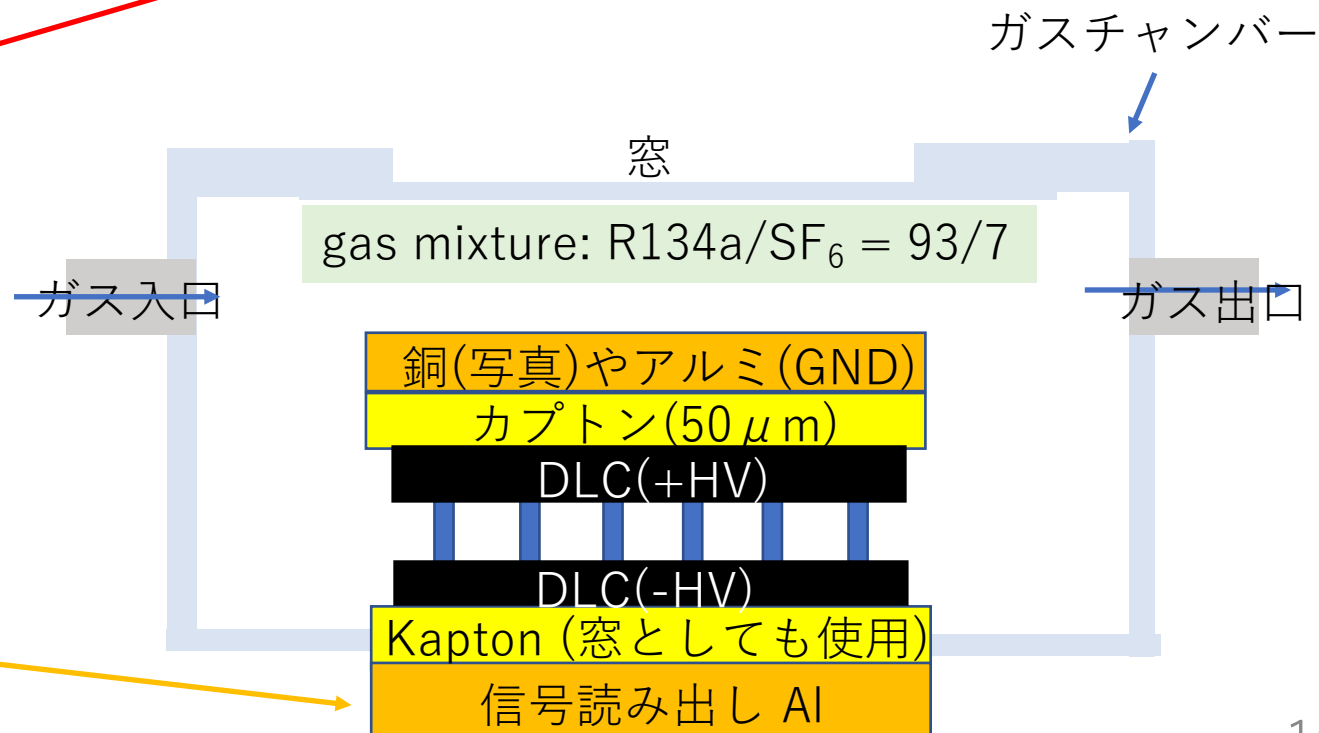 ガスチャンバー
窓
gas mixture: R134a/SF₆ = 93/7
ガス入口
ガス出口
銅(写真)やアルミ(GND)
カプトン(50μm)
DLC(+HV)
DLC(-HV)
Kapton (窓としても使用)
信号読み出し Al